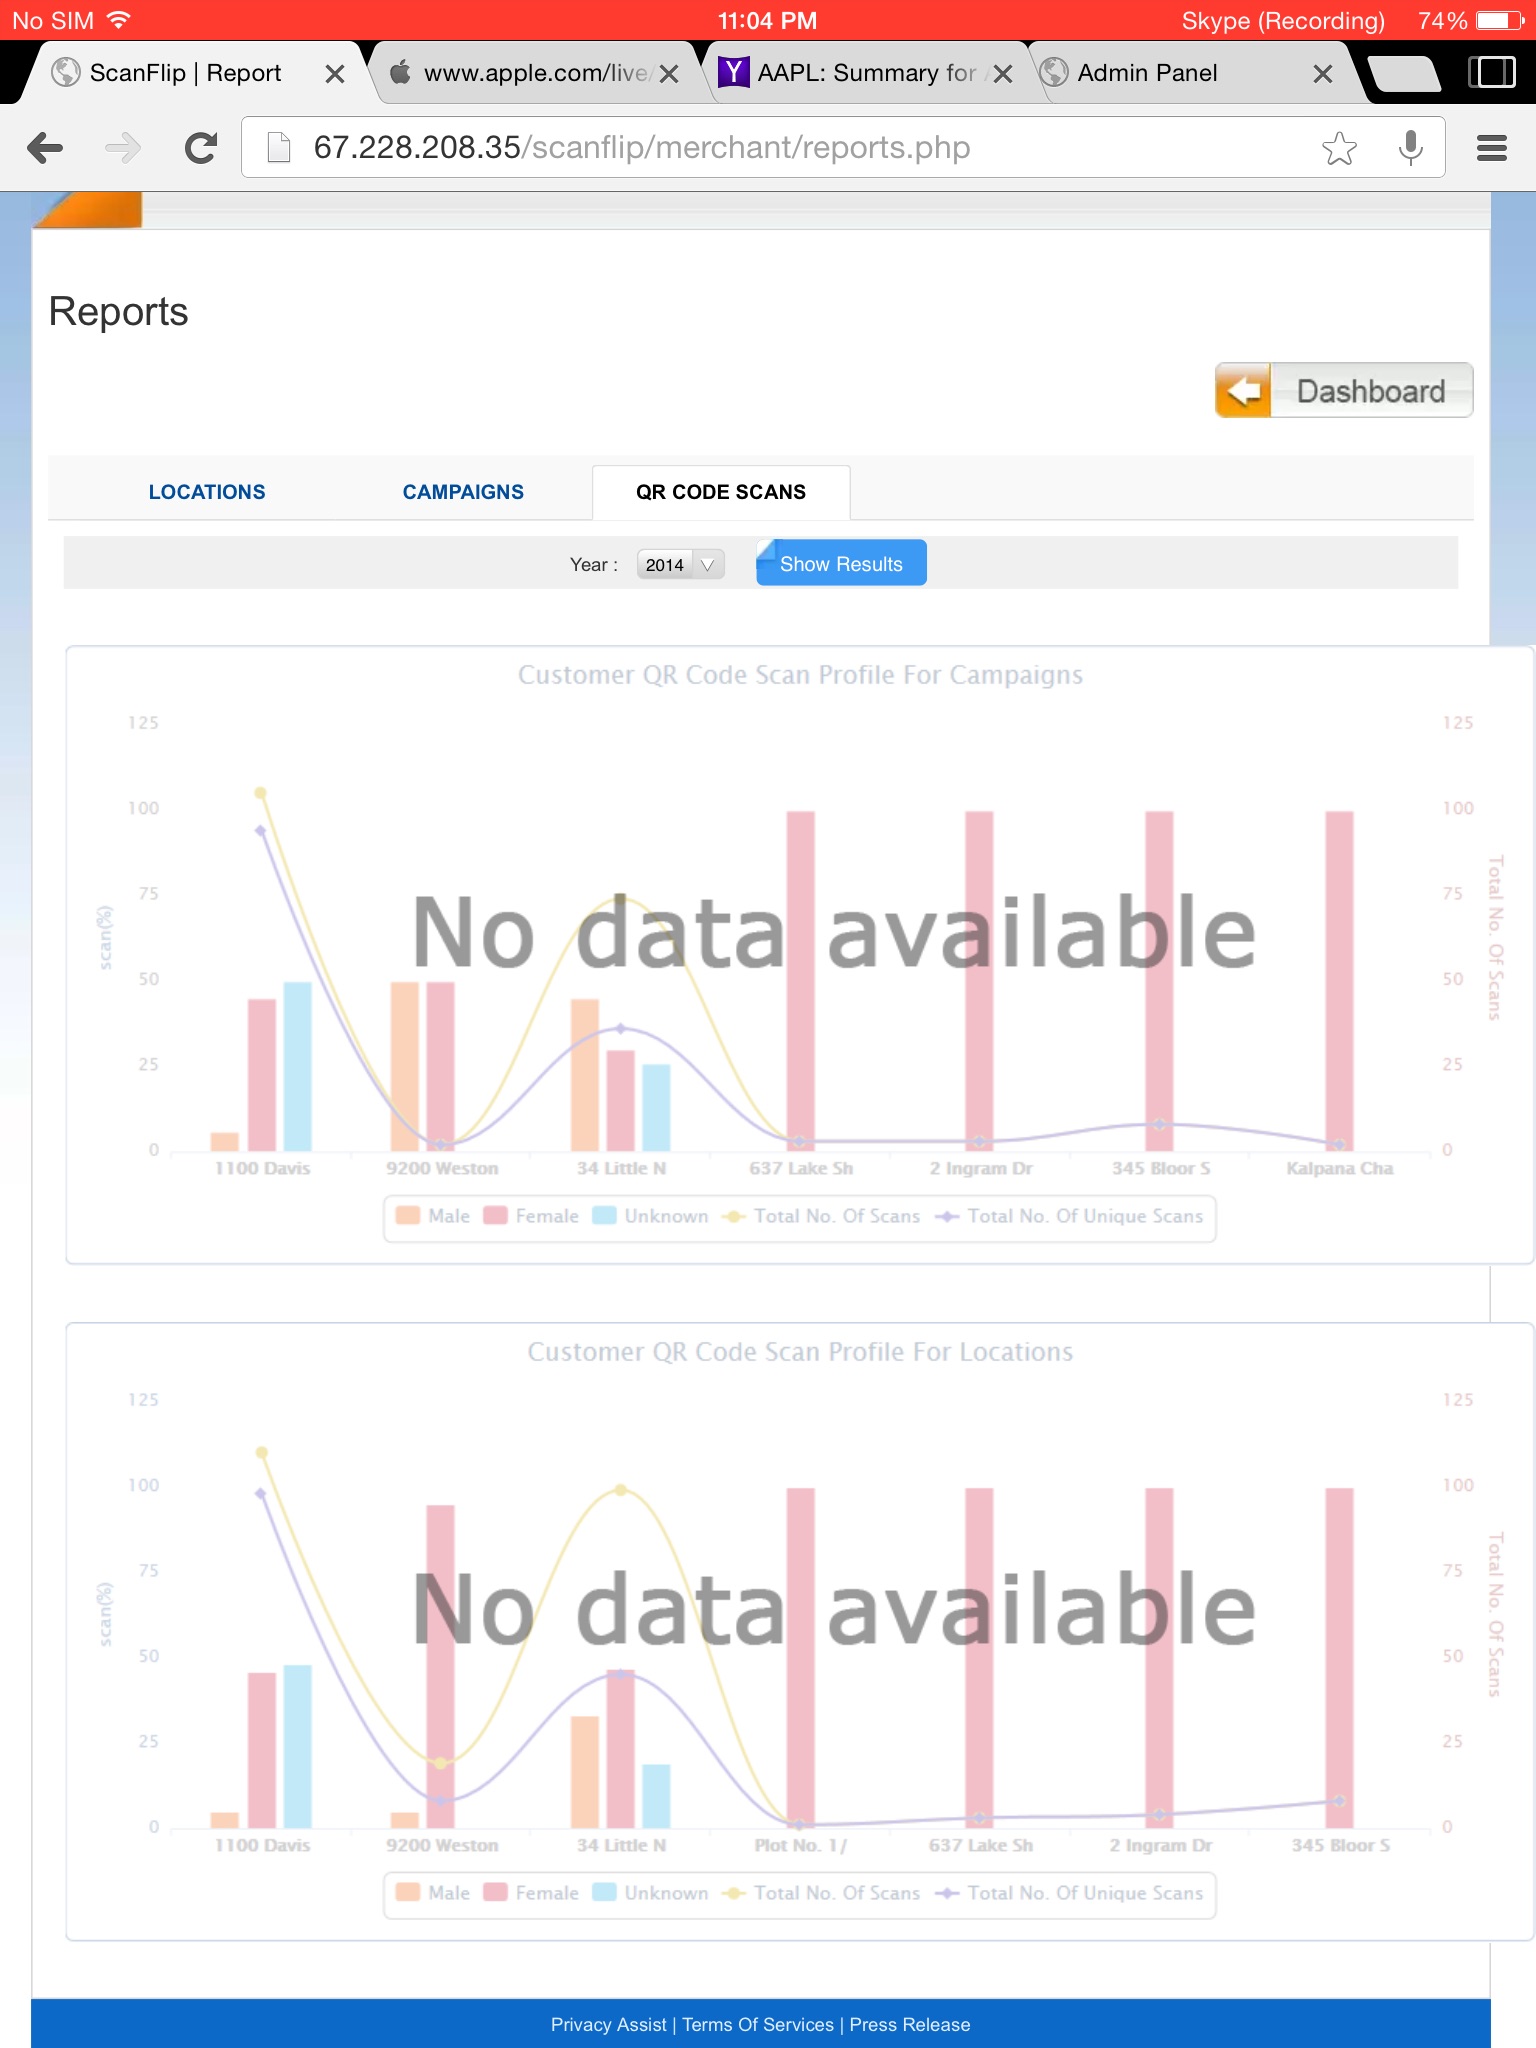 No SIM 11:04 PM Skype (Recording) 74%
ScanFlip | Report www.apple.com/live/ AAPL: Summary for Admin Panel
67.228.208.35/scanflip/merchant/reports.php
Reports
Dashboard
LOCATIONS CAMPAIGNS QR CODE SCANS
Year : 2014 Show Results
Customer QR Code Scan Profile For Campaigns
125 125
100 100
75 75
50 50
25 25
0 0
scan(%)
Total No. Of Scans
No data available
1100 Davis 9200 Weston 34 Little N 637 Lake Sh 2 Ingram Dr 345 Bloor S Kalpana Cha
Male Female Unknown Total No. Of Scans Total No. Of Unique Scans
Customer QR Code Scan Profile For Locations
125 125
100 100
75 75
50 50
25 25
0 0
scan(%)
Total No. Of Scans
No data available
1100 Davis 9200 Weston 34 Little N Plot No. 1/ 637 Lake Sh 2 Ingram Dr 345 Bloor S
Male Female Unknown Total No. Of Scans Total No. Of Unique Scans
Privacy Assist | Terms Of Services | Press Release